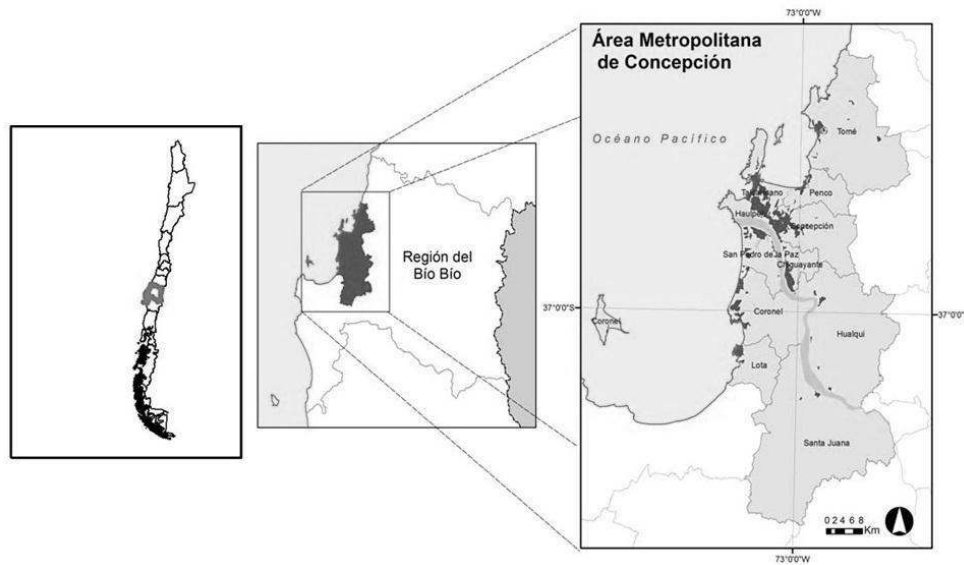 73°0'0"W
Área Metropolitana
de Concepción
Océano Pacífico
Tomé
Talcahuano
Penco
Hualpén
Concepción
San Pedro de la Paz
Chiguayante
Región del
Bío Bío
37°0'0"S
Coronel
Coronel
37°0'0"
Hualqui
Lota
Santa Juana
0 2 4 6 8
Km
73°0'0"W